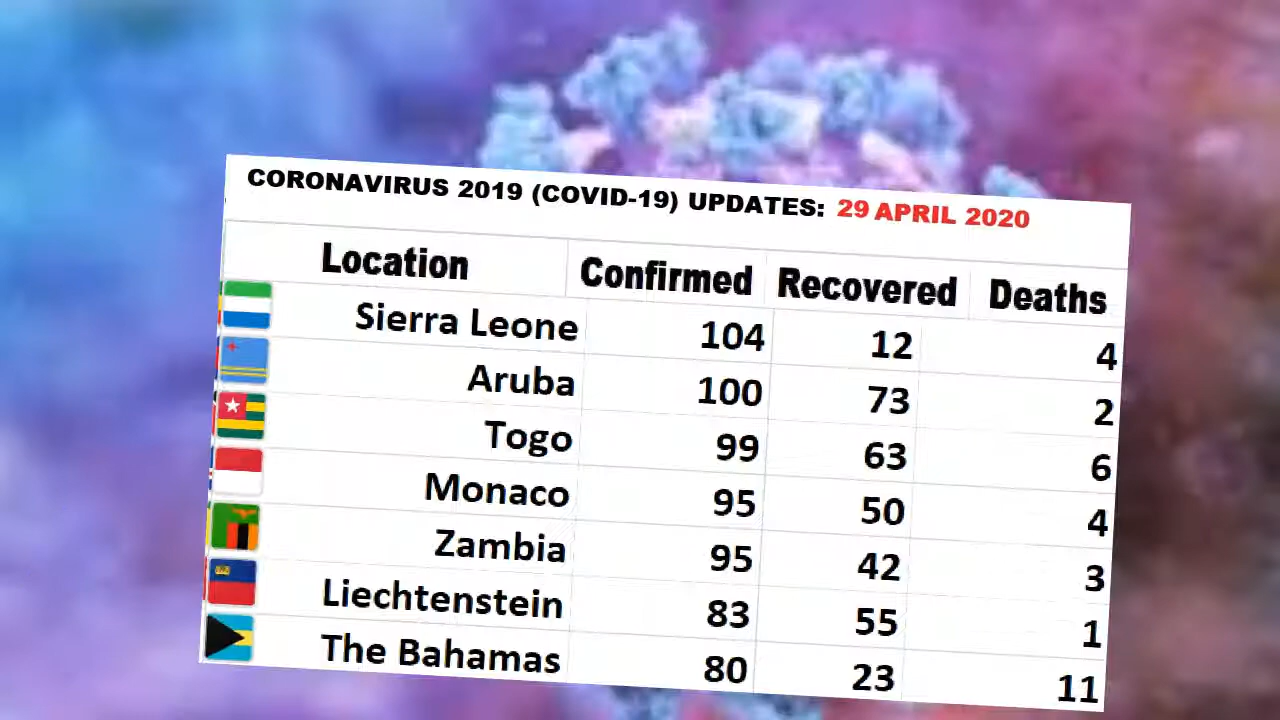 CORONAVIRUS 2019 (COVID-19) UPDATES: 29 APRIL 2020
Location Confirmed Recovered Deaths
Sierra Leone 104 12 4
Aruba 100 73 2
Togo 99 63 6
Monaco 95 50 4
Zambia 95 42 3
Liechtenstein 83 55 1
The Bahamas 80 23 11